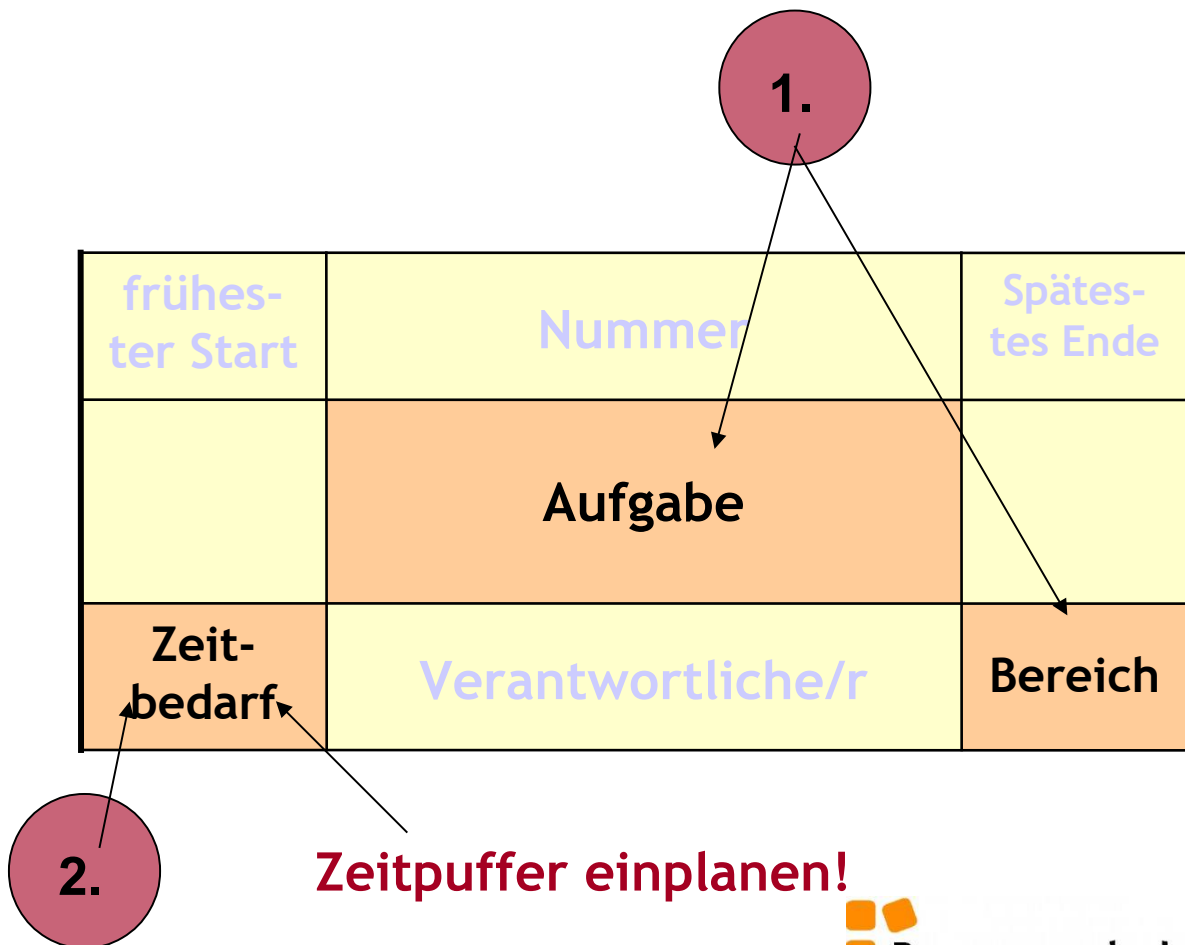 1.
frühes-
ter Start
Nummer
Spätes-
tes Ende
Aufgabe
Zeit-
bedarf
Verantwortliche/r
Bereich
2.
Zeitpuffer einplanen!